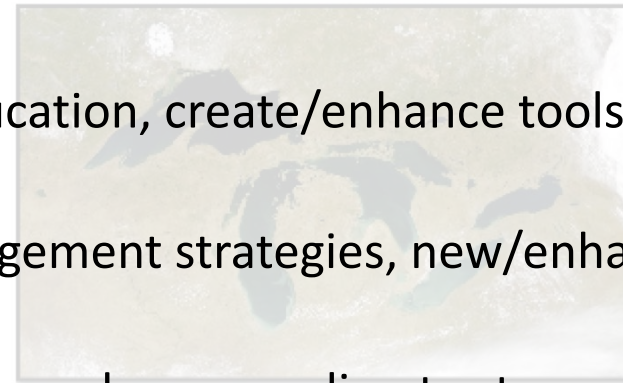 ucation, create/enhance tools
gement strategies, new/enha